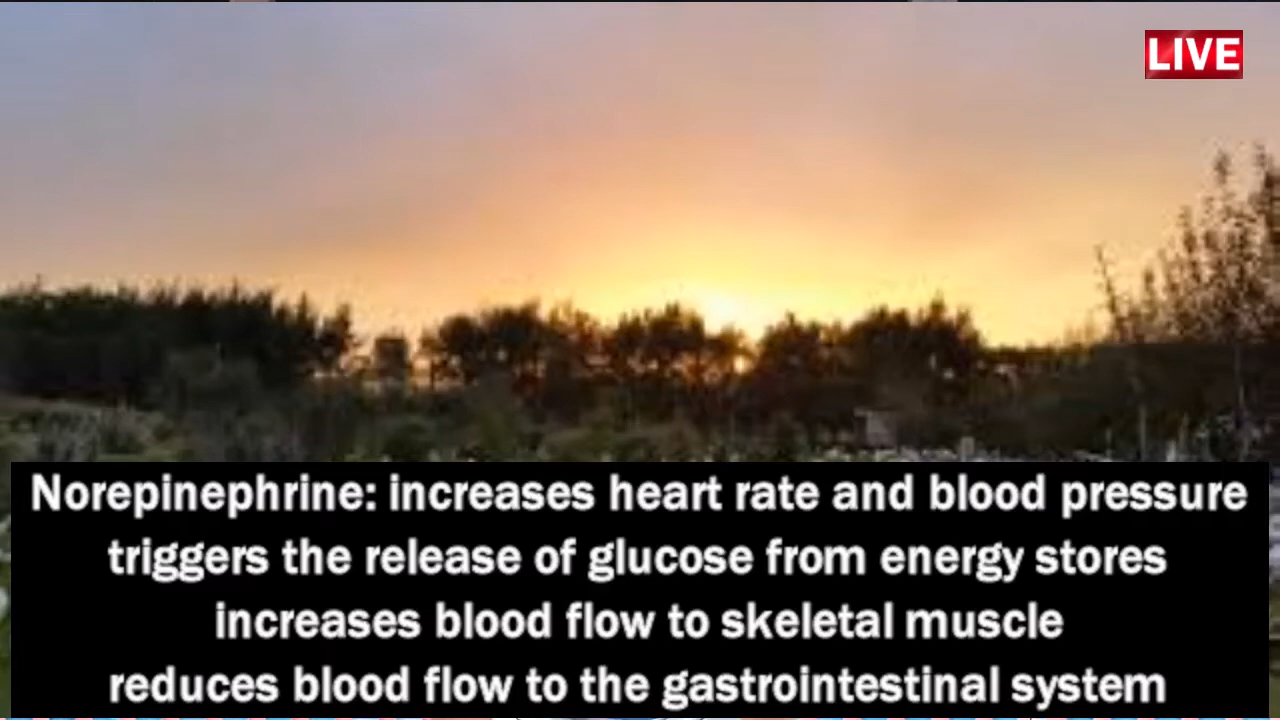 LIVE
Norepinephrine: increases heart rate and blood pressure
triggers the release of glucose from energy stores
increases blood flow to skeletal muscle
reduces blood flow to the gastrointestinal system